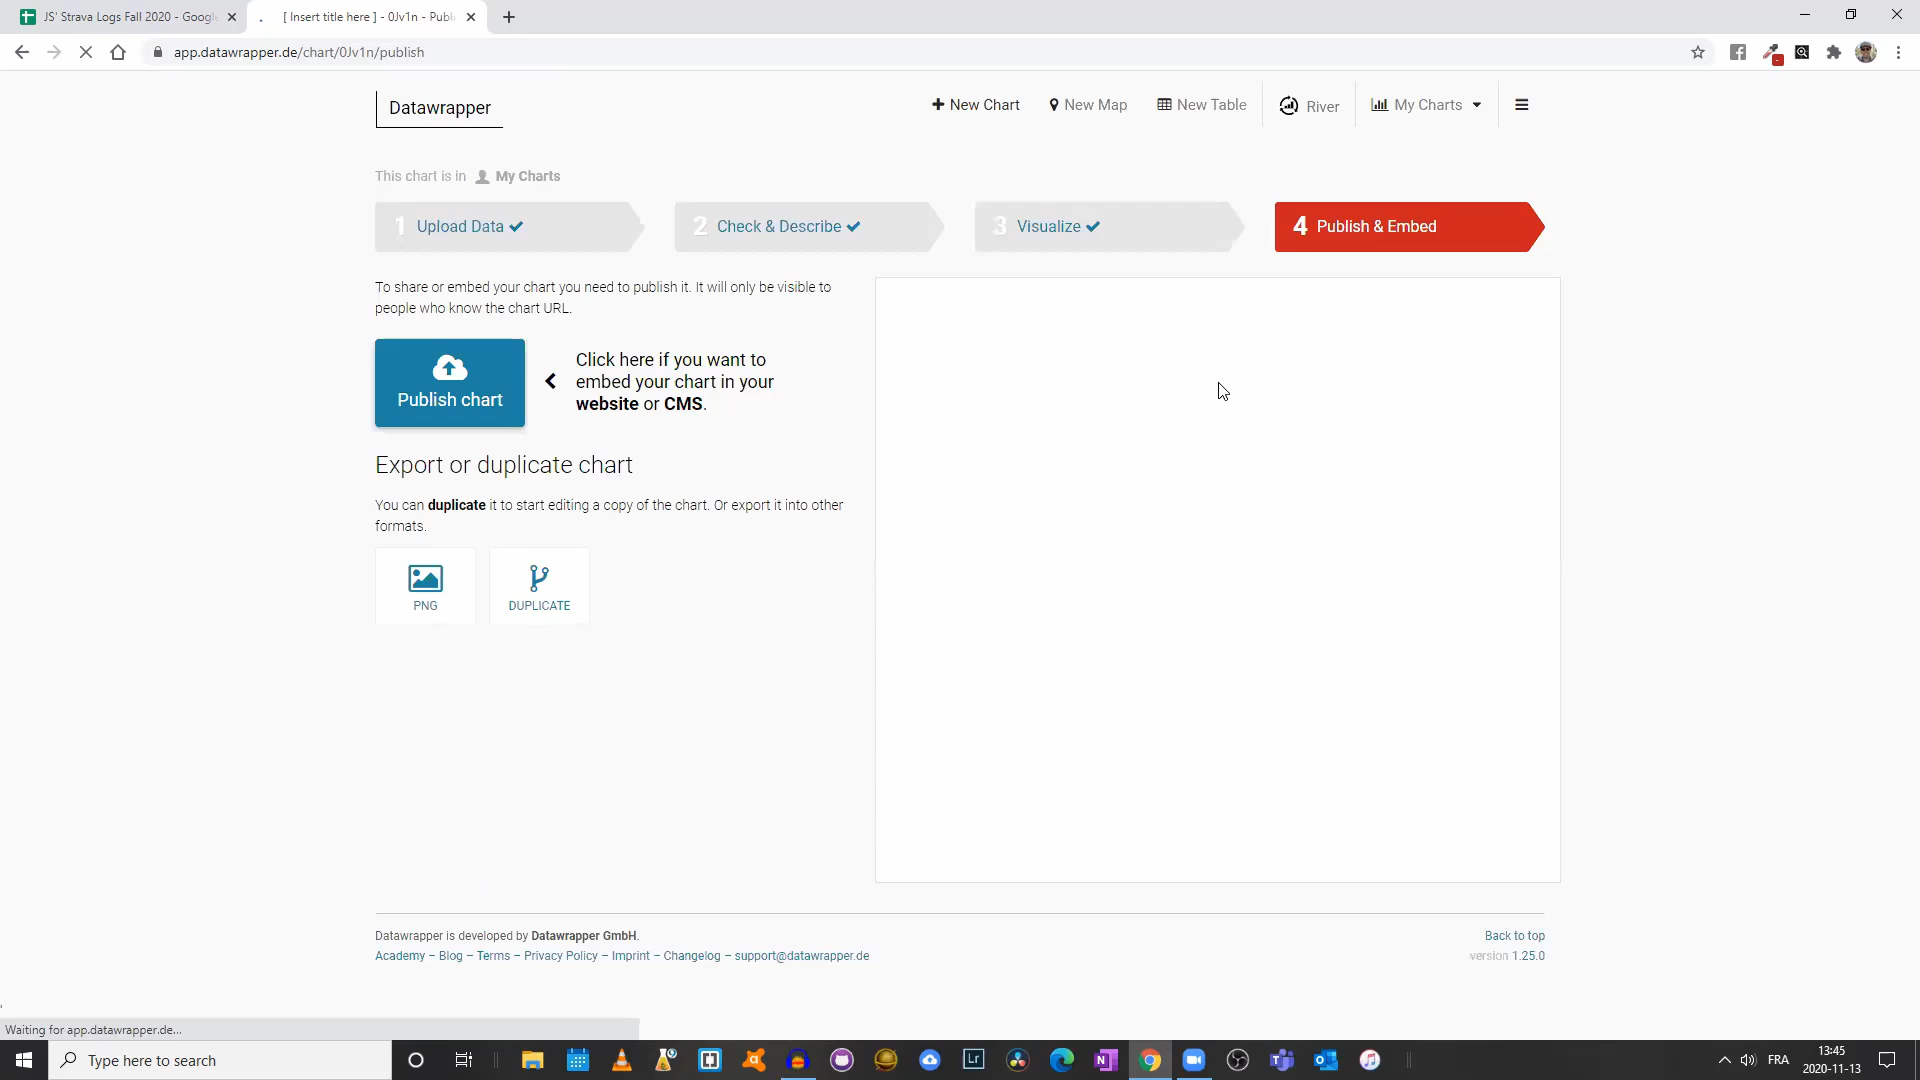 JS' Strava Logs Fall 2020 - Googl
[ Insert title here ] - 0Jv1n - Publ
app.datawrapper.de/chart/0Jv1n/publish
Datawrapper
New Chart
New Map
New Table
River
My Charts
This chart is in My Charts
1 Upload Data
2 Check & Describe
3 Visualize
4 Publish & Embed
To share or embed your chart you need to publish it. It will only be visible to
people who know the chart URL.
Publish chart
Click here if you want to
embed your chart in your
website or CMS.
Export or duplicate chart
You can duplicate it to start editing a copy of the chart. Or export it into other
formats.
PNG
DUPLICATE
Datawrapper is developed by Datawrapper GmbH.
Back to top
Academy – Blog – Terms – Privacy Policy – Imprint – Changelog – support@datawrapper.de
version 1.25.0
Waiting for app.datawrapper.de...
Type here to search
Lr
FRA
13:45
2020-11-13